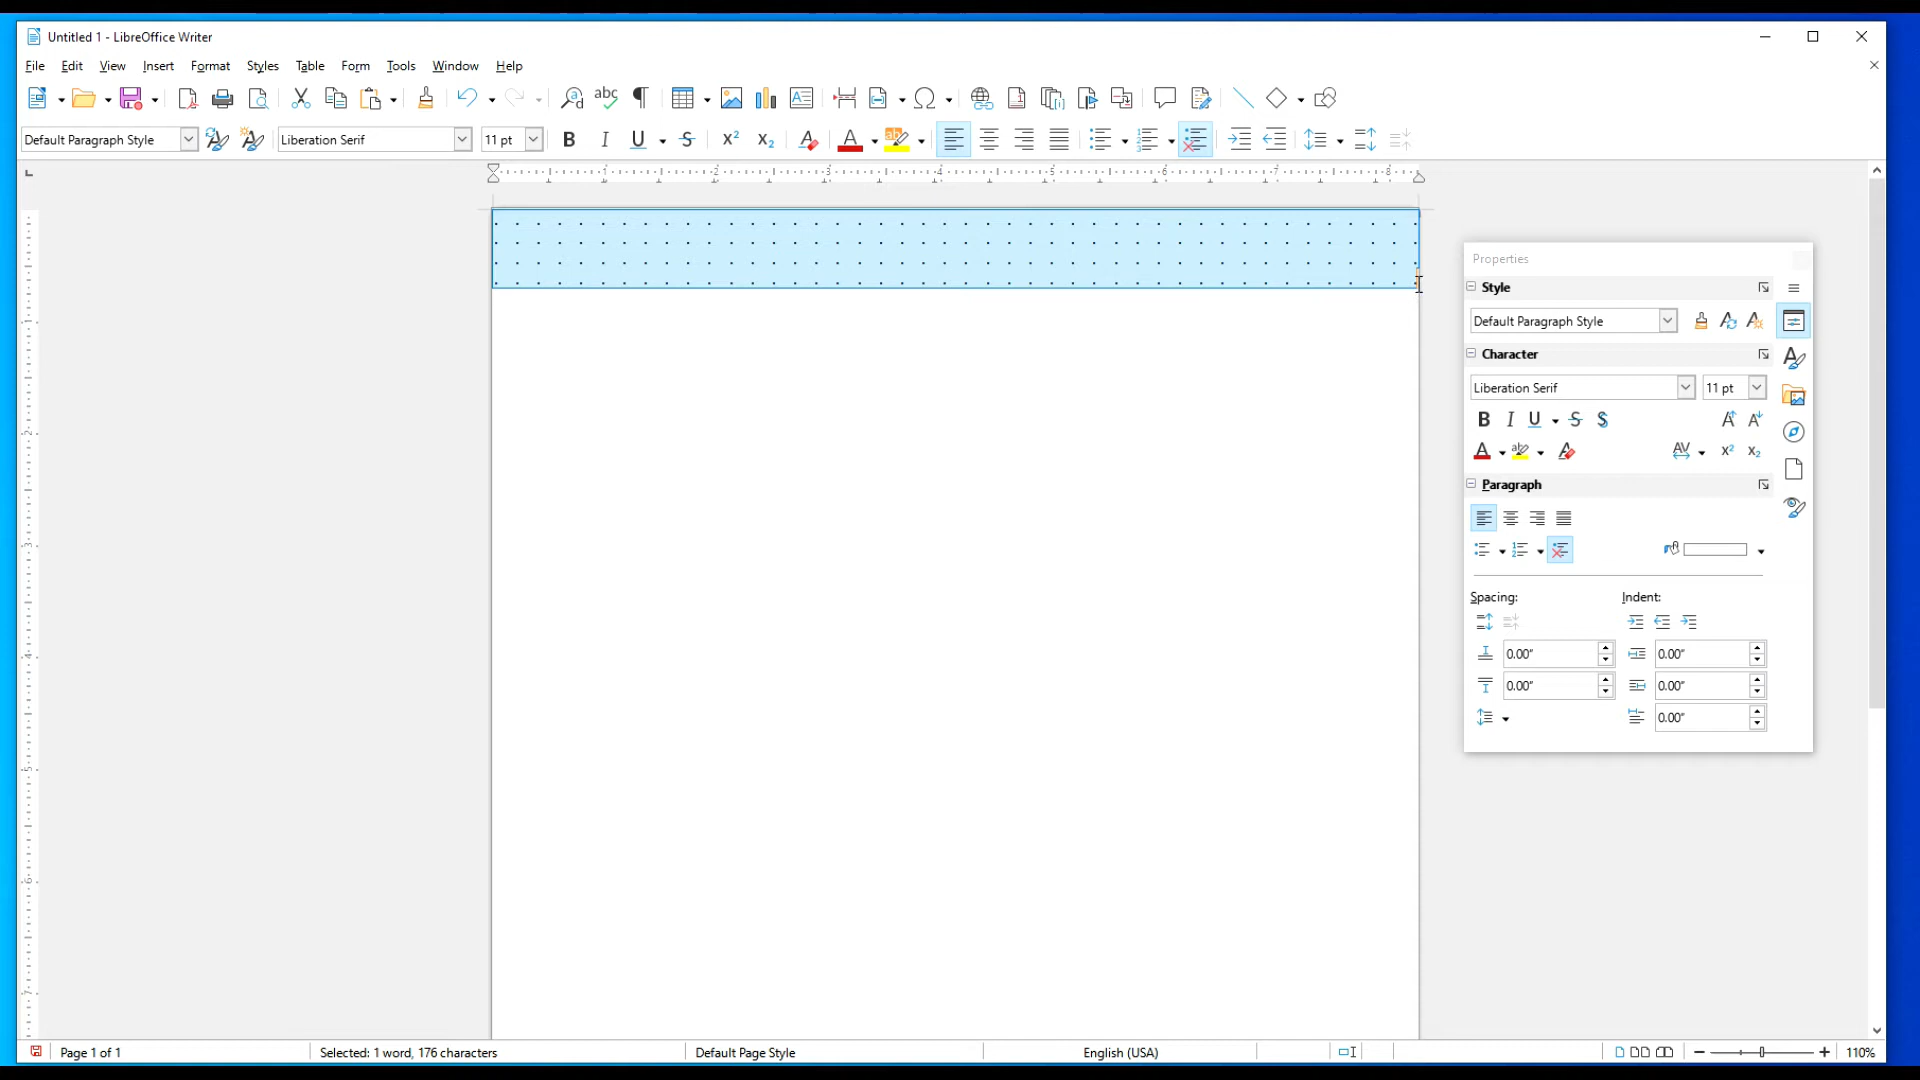 Untitled 1 - LibreOffice Writer
File Edit View Insert Format Styles Table Form Tools Window Help
Default Paragraph Style Liberation Serif 11 pt
Properties
Style
Default Paragraph Style
Character
Liberation Serif 11 pt
Paragraph
Spacing: Indent:
0.00" 0.00"
0.00" 0.00"
0.00"
Page 1 of 1 Selected: 1 word, 176 characters Default Page Style English (USA) 110%